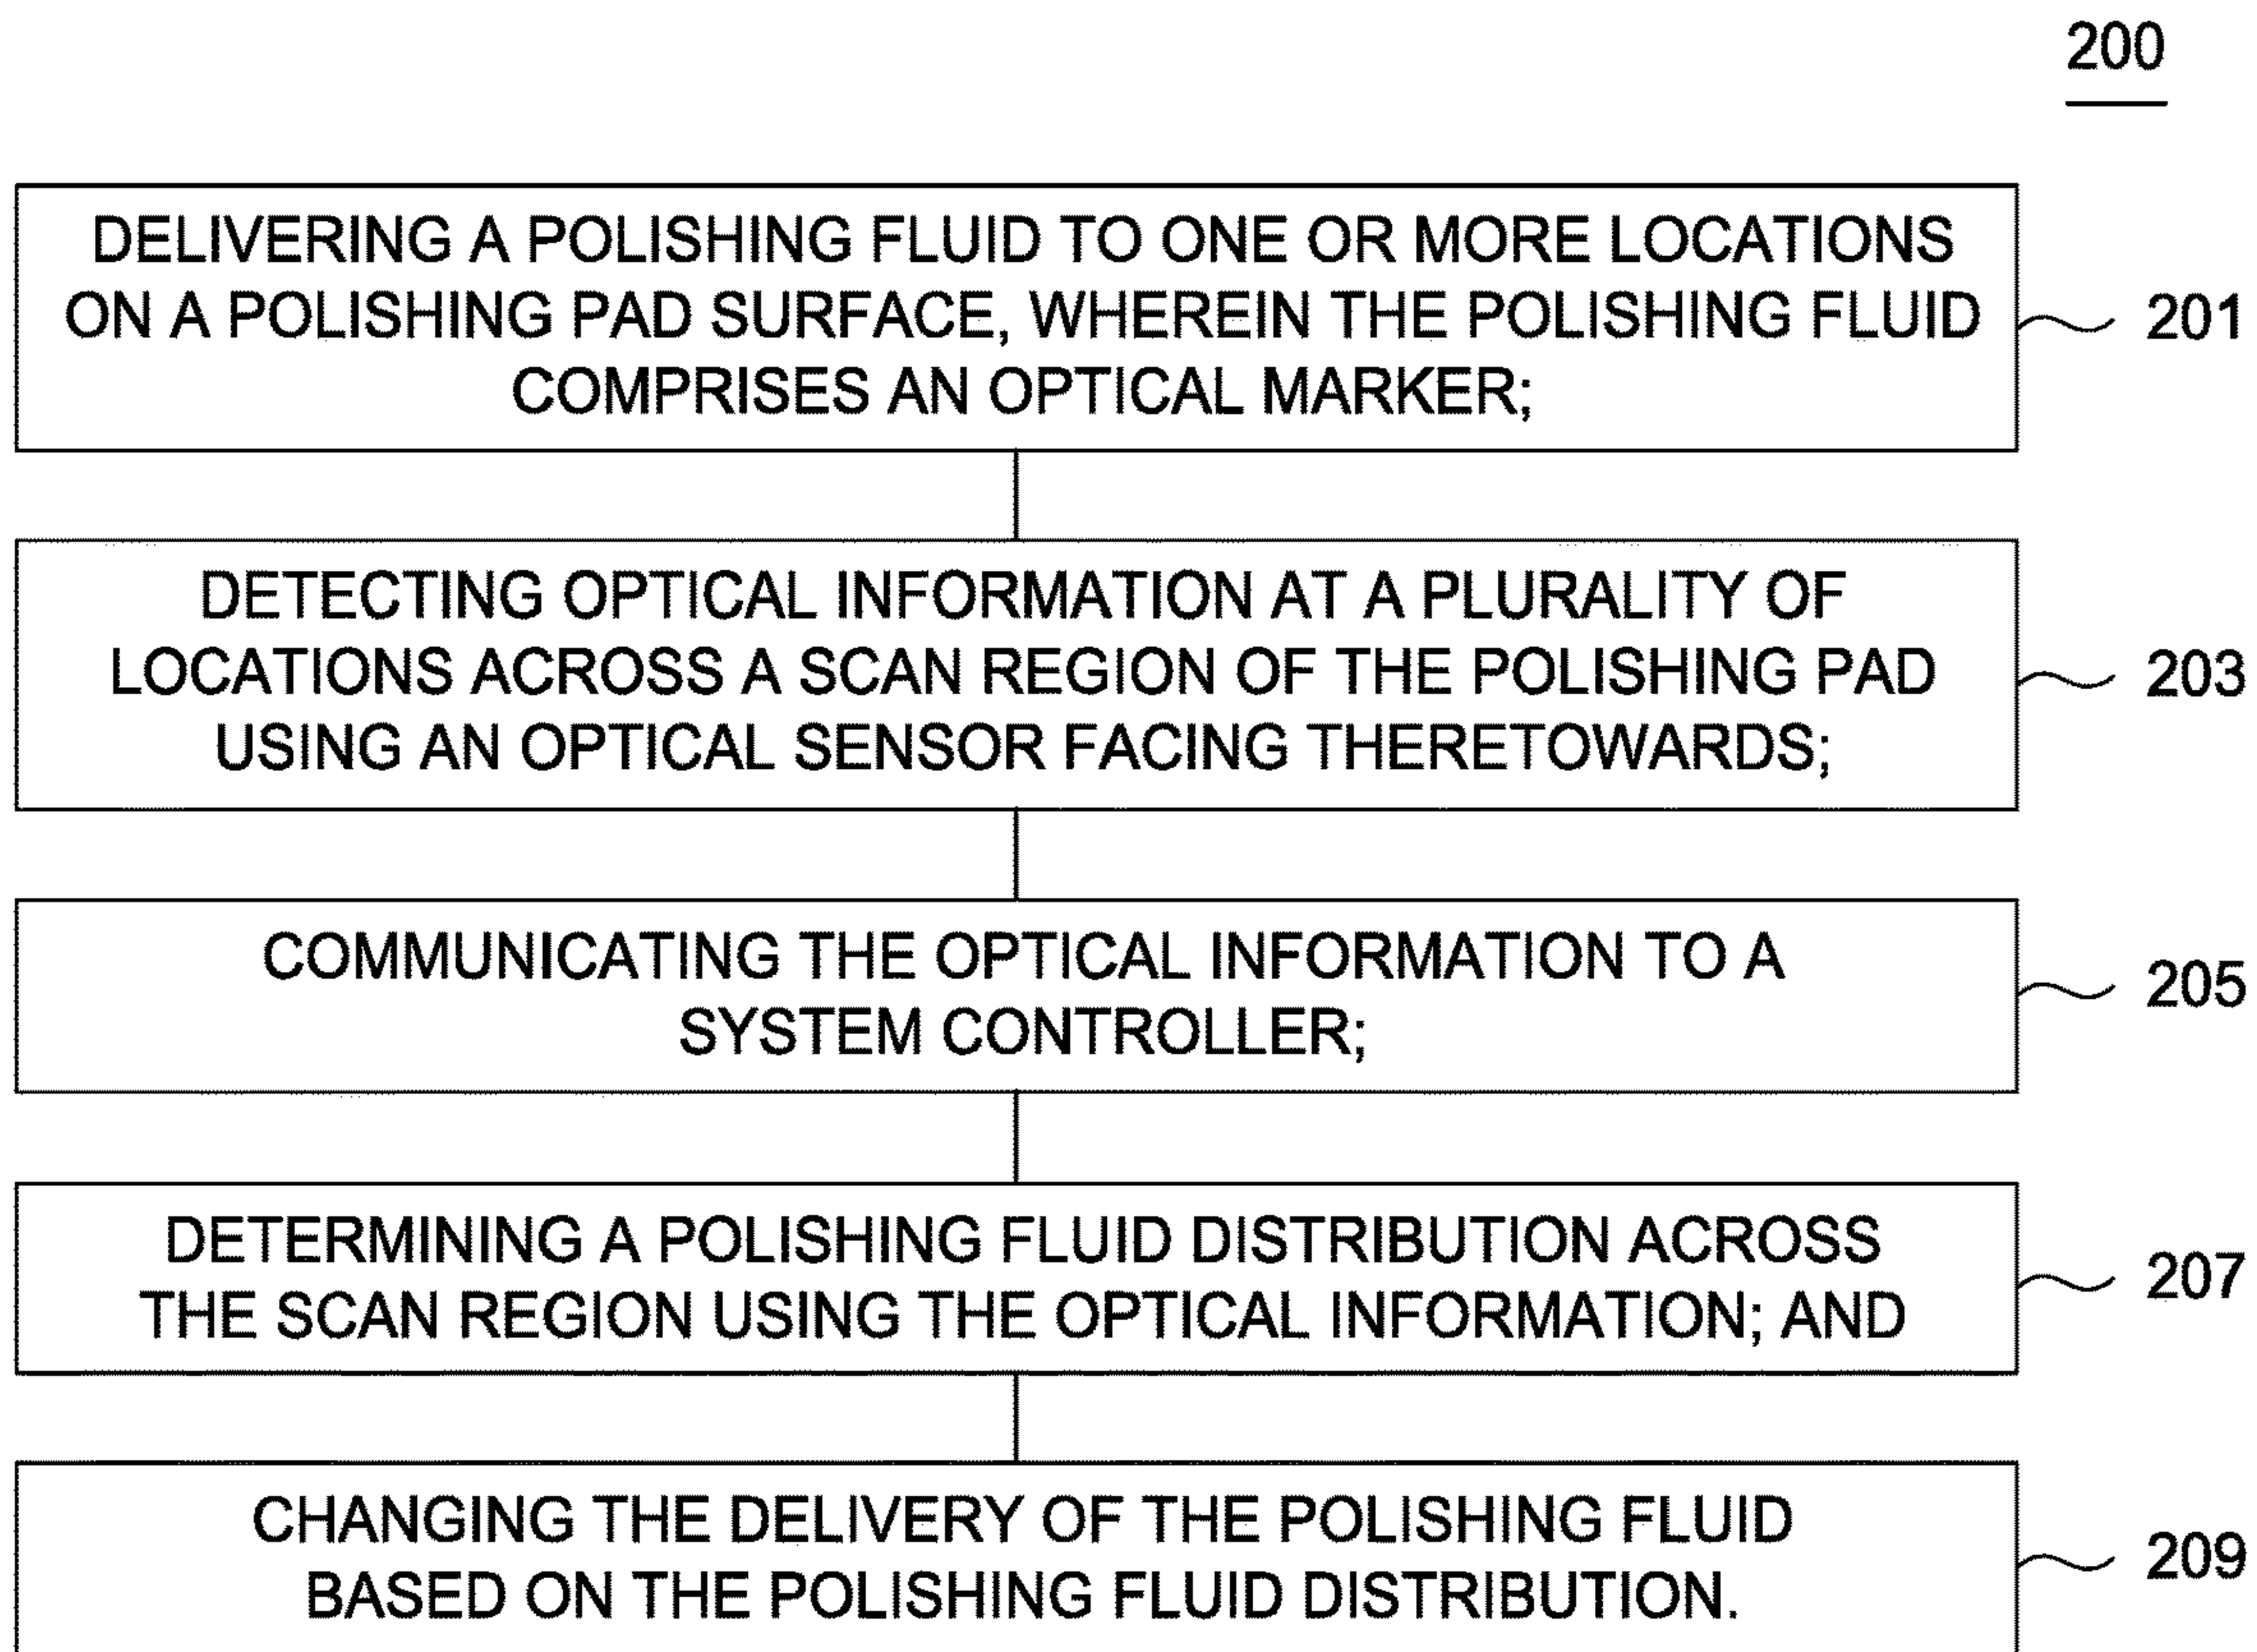 200
DELIVERING A POLISHING FLUID TO ONE OR MORE LOCATIONS
ON A POLISHING PAD SURFACE, WHEREIN THE POLISHING FLUID
COMPRISES AN OPTICAL MARKER;
201
DETECTING OPTICAL INFORMATION AT A PLURALITY OF
LOCATIONS ACROSS A SCAN REGION OF THE POLISHING PAD
USING AN OPTICAL SENSOR FACING THERETOWARDS;
203
COMMUNICATING THE OPTICAL INFORMATION TO A
SYSTEM CONTROLLER;
205
DETERMINING A POLISHING FLUID DISTRIBUTION ACROSS
THE SCAN REGION USING THE OPTICAL INFORMATION; AND
207
CHANGING THE DELIVERY OF THE POLISHING FLUID
BASED ON THE POLISHING FLUID DISTRIBUTION.
209